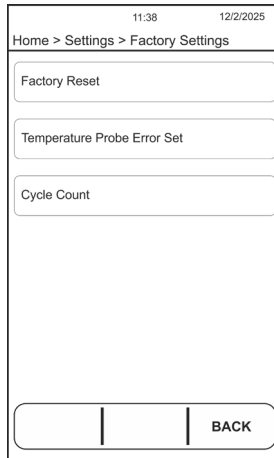 11:38 12/2/2025
Home > Settings > Factory Settings
Factory Reset
Temperature Probe Error Set
Cycle Count
BACK